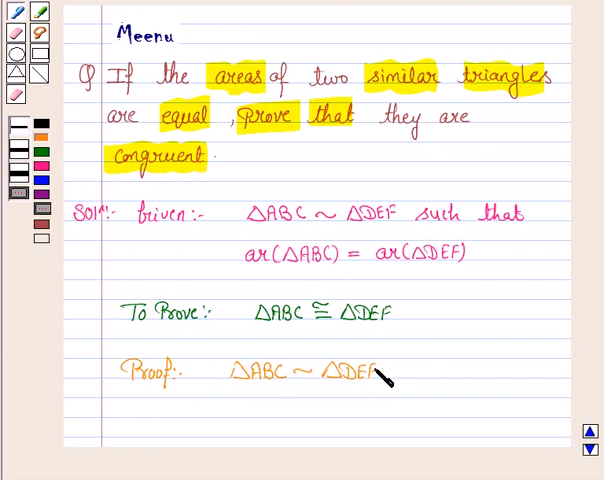 Meenu
Q If the areas of two similar triangles
are equal , prove that they are
congruent.
Solⁿ:- Given:- △ABC ~ △DEF such that
ar(△ABC) = ar(△DEF)
To Prove:- △ABC ≅ △DEF
Proof:- △ABC ~ △DEF